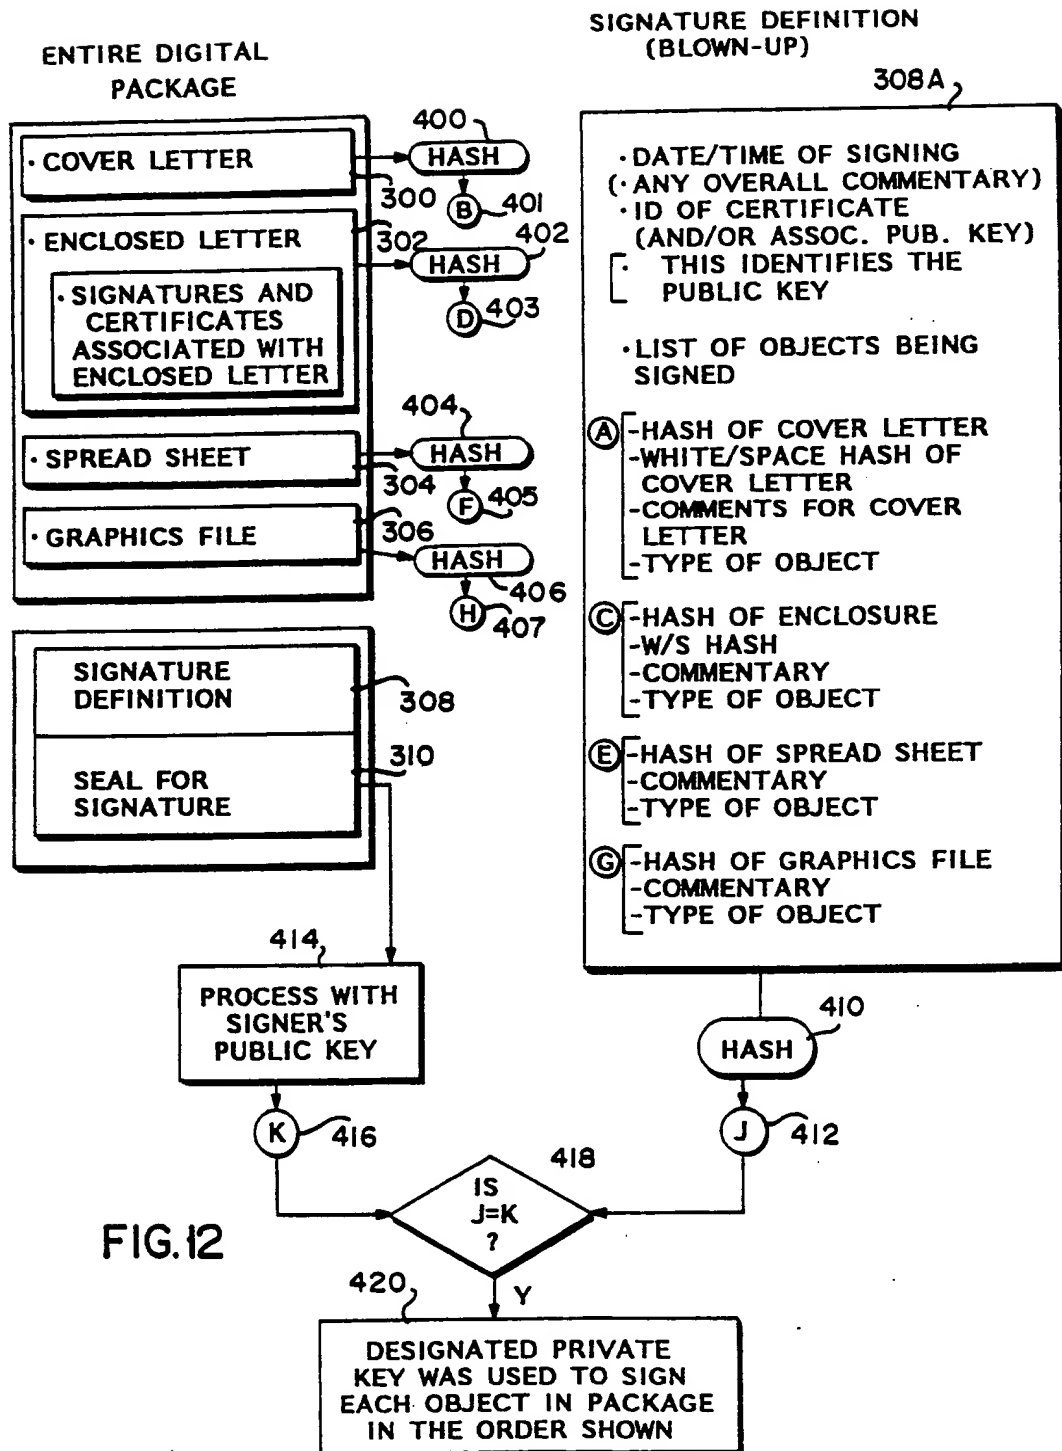 ENTIRE DIGITAL
PACKAGE
· COVER LETTER
300
400
HASH
B
401
· ENCLOSED LETTER
302
· SIGNATURES AND
CERTIFICATES
ASSOCIATED WITH
ENCLOSED LETTER
402
HASH
D
403
· SPREAD SHEET
304
404
HASH
F
405
· GRAPHICS FILE
306
HASH
406
H
407
SIGNATURE
DEFINITION
308
SEAL FOR
SIGNATURE
310
SIGNATURE DEFINITION
(BLOWN-UP)
308A
· DATE/TIME OF SIGNING
(· ANY OVERALL COMMENTARY)
· ID OF CERTIFICATE
(AND/OR ASSOC. PUB. KEY)
· THIS IDENTIFIES THE
PUBLIC KEY
· LIST OF OBJECTS BEING
SIGNED
A -HASH OF COVER LETTER
-WHITE/SPACE HASH OF
COVER LETTER
-COMMENTS FOR COVER
LETTER
-TYPE OF OBJECT
C -HASH OF ENCLOSURE
-W/S HASH
-COMMENTARY
-TYPE OF OBJECT
E -HASH OF SPREAD SHEET
-COMMENTARY
-TYPE OF OBJECT
G -HASH OF GRAPHICS FILE
-COMMENTARY
-TYPE OF OBJECT
414
PROCESS WITH
SIGNER'S
PUBLIC KEY
K
416
410
HASH
J
412
418
IS
J=K
?
FIG.12
Y
420
DESIGNATED PRIVATE
KEY WAS USED TO SIGN
EACH OBJECT IN PACKAGE
IN THE ORDER SHOWN